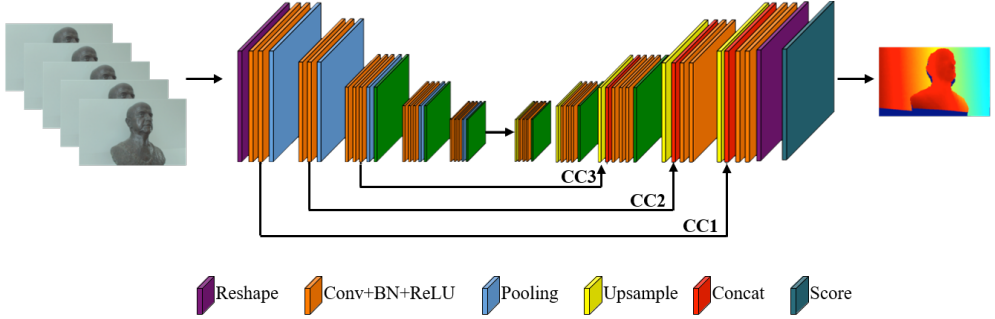 CC3
CC2
CC1
Reshape Conv+BN+ReLU Pooling Upsample Concat Score